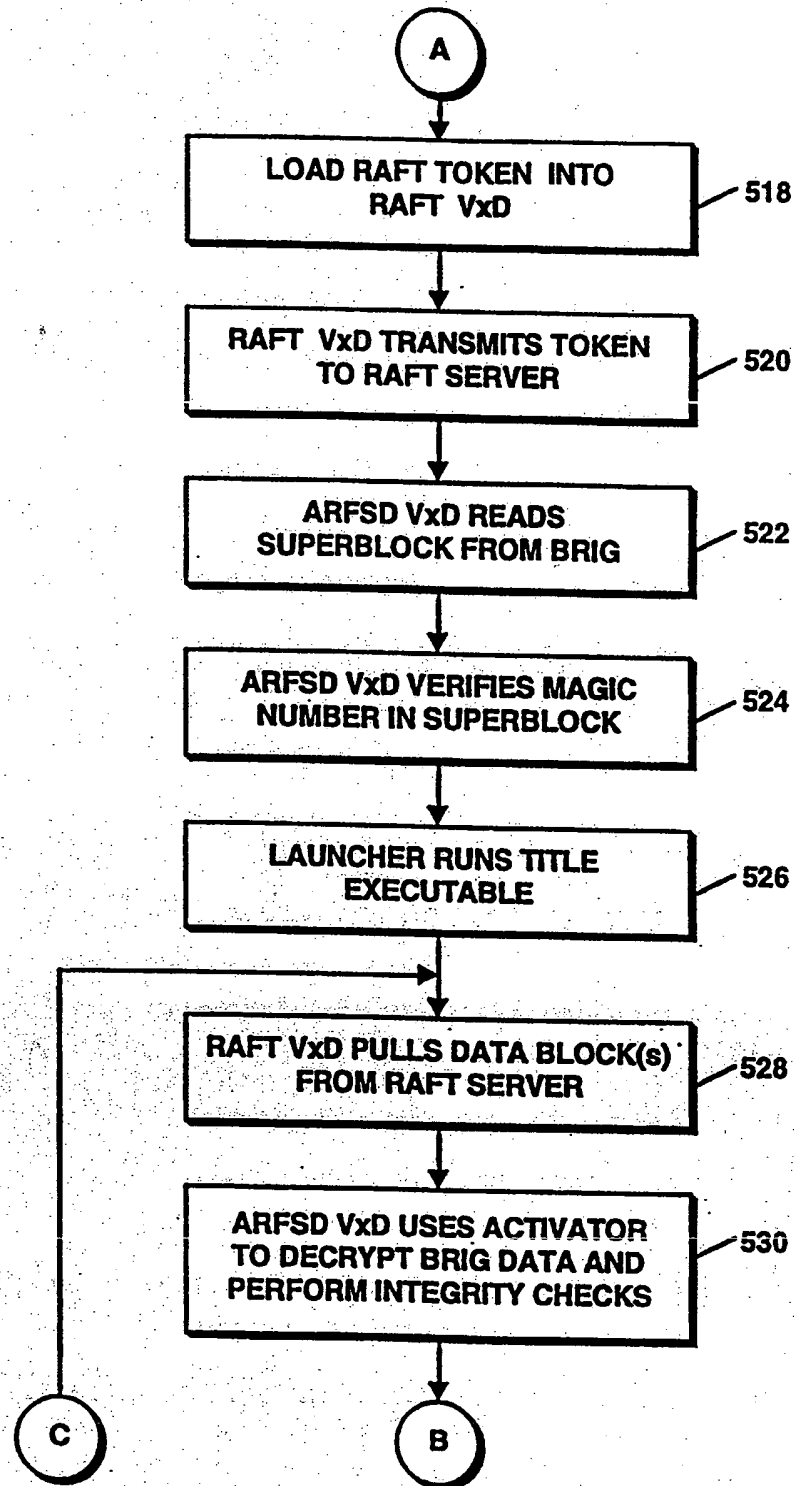 A
LOAD RAFT TOKEN INTO
RAFT VxD
518
RAFT VxD TRANSMITS TOKEN
TO RAFT SERVER
520
ARFSD VxD READS
SUPERBLOCK FROM BRIG
522
ARFSD VxD VERIFIES MAGIC
NUMBER IN SUPERBLOCK
524
LAUNCHER RUNS TITLE
EXECUTABLE
526
RAFT VxD PULLS DATA BLOCK(s)
FROM RAFT SERVER
528
ARFSD VxD USES ACTIVATOR
TO DECRYPT BRIG DATA AND
PERFORM INTEGRITY CHECKS
530
C
B